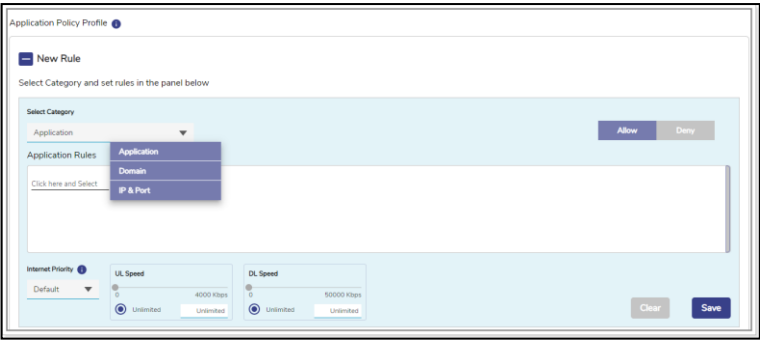 Application Policy Profile i
New Rule
Select Category and set rules in the panel below
Select Category
Application
Allow Deny
Application Rules
Application
Domain
IP & Port
Click here and Select
Internet Priority i
Default
UL Speed
0 4000 Kbps
Unlimited Unlimited
DL Speed
0 50000 Kbps
Unlimited Unlimited
Clear Save